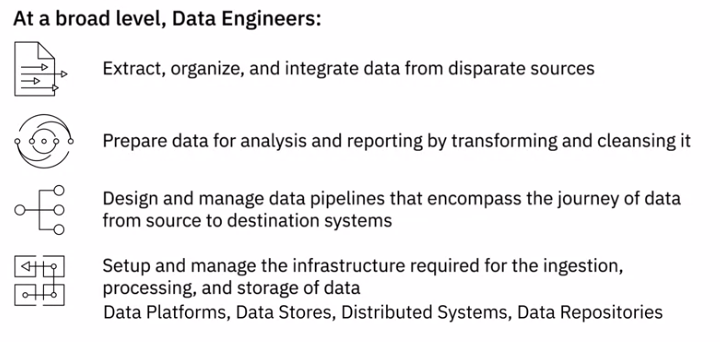 At a broad level, Data Engineers:
Extract, organize, and integrate data from disparate sources
Prepare data for analysis and reporting by transforming and cleansing it
Design and manage data pipelines that encompass the journey of data
from source to destination systems
Setup and manage the infrastructure required for the ingestion,
processing, and storage of data
Data Platforms, Data Stores, Distributed Systems, Data Repositories